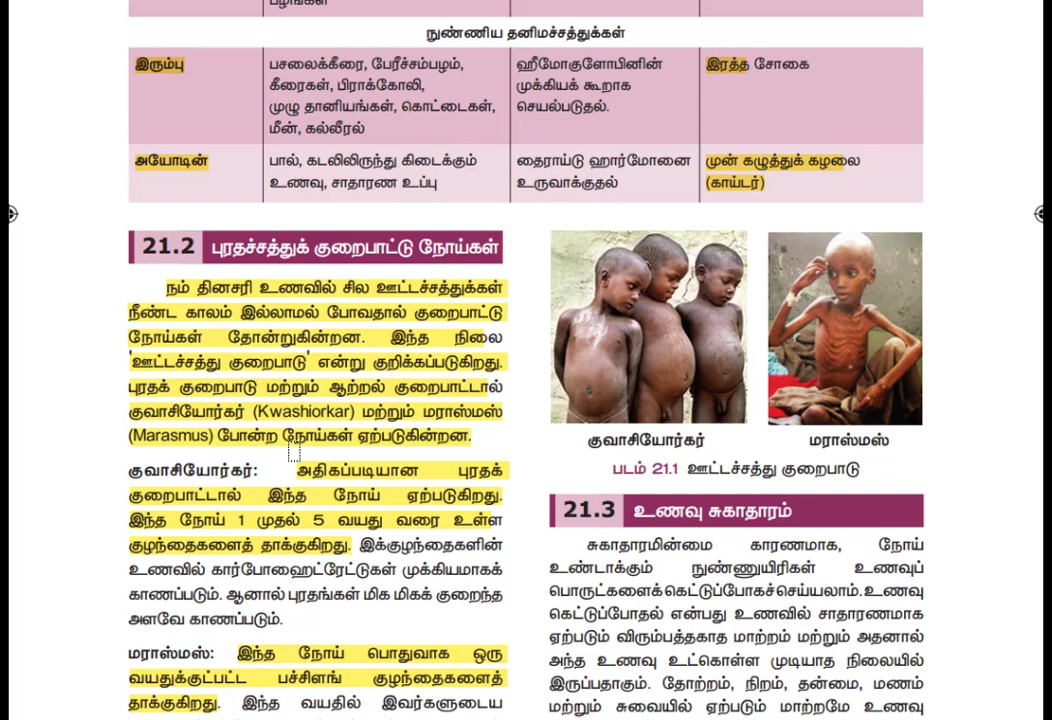 பழங்கள்
நுண்ணிய தனிமச்சத்துக்கள்
இரும்பு
பசலைக்கீரை, பேரீச்சம்பழம்,
கீரைகள், பிராக்கோலி,
முழு தானியங்கள், கொட்டைகள்,
மீன், கல்லீரல்
ஹீமோகுளோபினின்
முக்கியக் கூறாக
செயல்படுதல்.
இரத்த சோகை
அயோடின்
பால், கடலிலிருந்து கிடைக்கும்
உணவு, சாதாரண உப்பு
தைராய்டு ஹார்மோனை
உருவாக்குதல்
முன் கழுத்துக் கழலை
(காய்டர்)
21.2 புரதச்சத்துக் குறைபாட்டு நோய்கள்
நம் தினசரி உணவில் சில ஊட்டச்சத்துக்கள்
நீண்ட காலம் இல்லாமல் போவதால் குறைபாட்டு
நோய்கள் தோன்றுகின்றன. இந்த நிலை
'ஊட்டச்சத்து குறைபாடு' என்று குறிக்கப்படுகிறது.
புரதக் குறைபாடு மற்றும் ஆற்றல் குறைபாட்டால்
குவாசியோர்கர் (Kwashiorkar) மற்றும் மராஸ்மஸ்
(Marasmus) போன்ற நோய்கள் ஏற்படுகின்றன.
குவாசியோர்கர்: அதிகப்படியான புரதக்
குறைபாட்டால் இந்த நோய் ஏற்படுகிறது.
இந்த நோய் 1 முதல் 5 வயது வரை உள்ள
குழந்தைகளைத் தாக்குகிறது. இக்குழந்தைகளின்
உணவில் கார்போஹைட்ரேட்டுகள் முக்கியமாகக்
காணப்படும். ஆனால் புரதங்கள் மிக மிகக் குறைந்த
அளவே காணப்படும்.
மராஸ்மஸ்: இந்த நோய் பொதுவாக ஒரு
வயதுக்குட்பட்ட பச்சிளங் குழந்தைகளைத்
தாக்குகிறது. இந்த வயதில் இவர்களுடைய
குவாசியோர்கர்
மராஸ்மஸ்
படம் 21.1 ஊட்டச்சத்து குறைபாடு
21.3 உணவு சுகாதாரம்
சுகாதாரமின்மை காரணமாக, நோய்
உண்டாக்கும் நுண்ணுயிரிகள் உணவுப்
பொருட்களைக் கெட்டுப்போகச் செய்யலாம். உணவு
கெட்டுப்போதல் என்பது உணவில் சாதாரணமாக
ஏற்படும் விரும்பத்தகாத மாற்றம் மற்றும் அதனால்
அந்த உணவு உட்கொள்ள முடியாத நிலையில்
இருப்பதாகும். தோற்றம், நிறம், தன்மை, மணம்
மற்றும் சுவையில் ஏற்படும் மாற்றமே உணவு